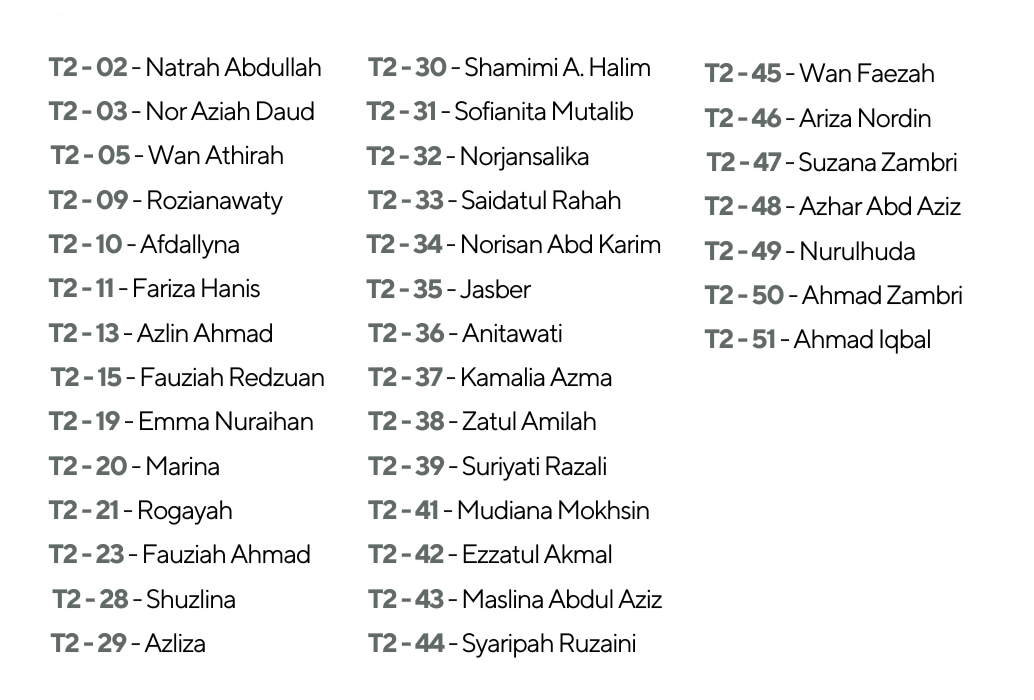 T2 - 02 - Natrah Abdullah
T2 - 03 - Nor Aziah Daud
T2 - 05 - Wan Athirah
T2 - 09 - Rozianawaty
T2 - 10 - Afdallyna
T2 - 11 - Fariza Hanis
T2 - 13 - Azlin Ahmad
T2 - 15 - Fauziah Redzuan
T2 - 19 - Emma Nuraihan
T2 - 20 - Marina
T2 - 21 - Rogayah
T2 - 23 - Fauziah Ahmad
T2 - 28 - Shuzlina
T2 - 29 - Azliza
T2 - 30 - Shamimi A. Halim
T2 - 31 - Sofianita Mutalib
T2 - 32 - Norjansalika
T2 - 33 - Saidatul Rahah
T2 - 34 - Norisan Abd Karim
T2 - 35 - Jasber
T2 - 36 - Anitawati
T2 - 37 - Kamalia Azma
T2 - 38 - Zatul Amilah
T2 - 39 - Suriyati Razali
T2 - 41 - Mudiana Mokhsin
T2 - 42 - Ezzatul Akmal
T2 - 43 - Maslina Abdul Aziz
T2 - 44 - Syaripah Ruzaini
T2 - 45 - Wan Faezah
T2 - 46 - Ariza Nordin
T2 - 47 - Suzana Zambri
T2 - 48 - Azhar Abd Aziz
T2 - 49 - Nurulhuda
T2 - 50 - Ahmad Zambri
T2 - 51 - Ahmad Iqbal